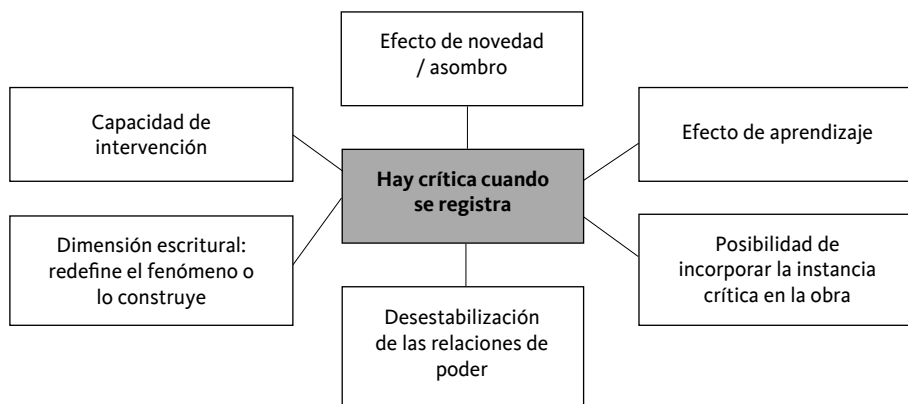 Efecto de novedad
/ asombro
Capacidad de
intervención
Efecto de aprendizaje
Hay crítica cuando
se registra
Dimensión escritural:
redefine el fenómeno o
lo construye
Posibilidad de
incorporar la instancia
crítica en la obra
Desestabilización
de las relaciones de
poder